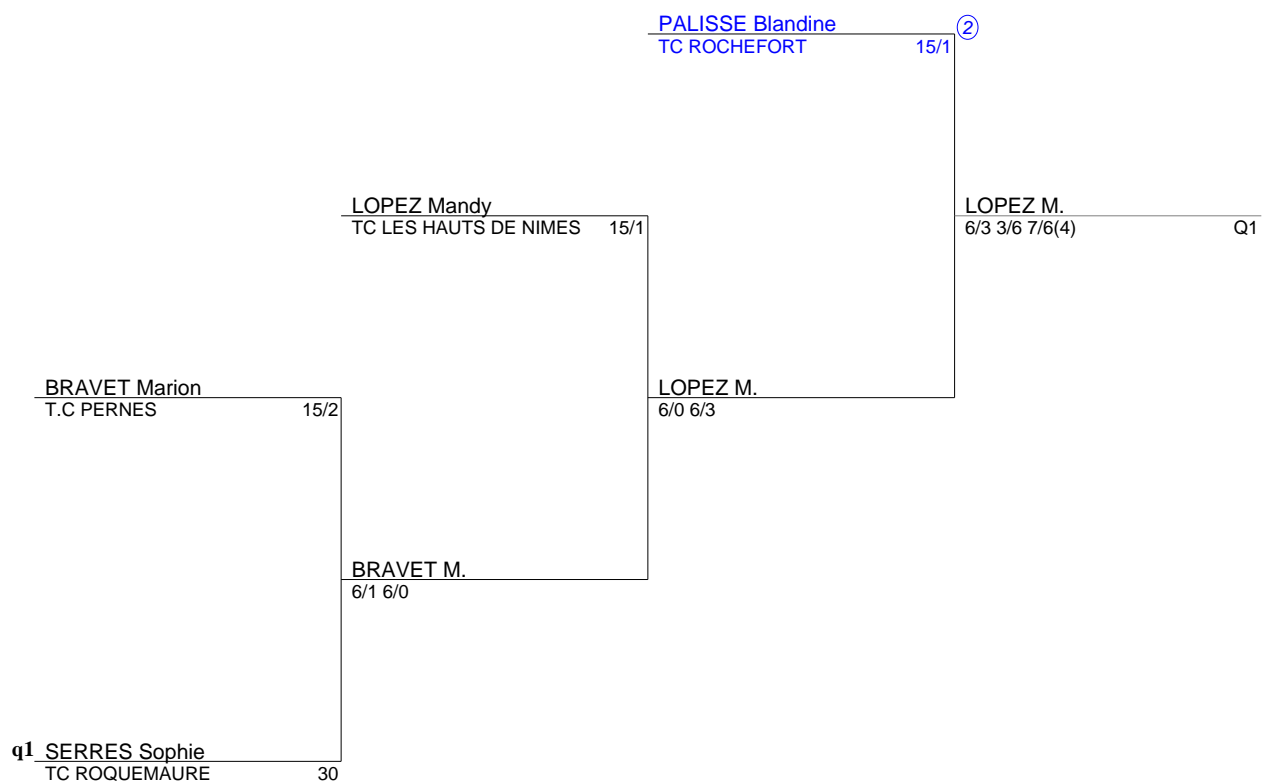 PALISSE Blandine 2
TC ROCHEFORT 15/1
LOPEZ Mandy
TC LES HAUTS DE NIMES 15/1
LOPEZ M.
6/3 3/6 7/6(4) Q1
BRAVET Marion
T.C PERNES 15/2
LOPEZ M.
6/0 6/3
BRAVET M.
6/1 6/0
q1 SERRES Sophie
TC ROQUEMAURE 30